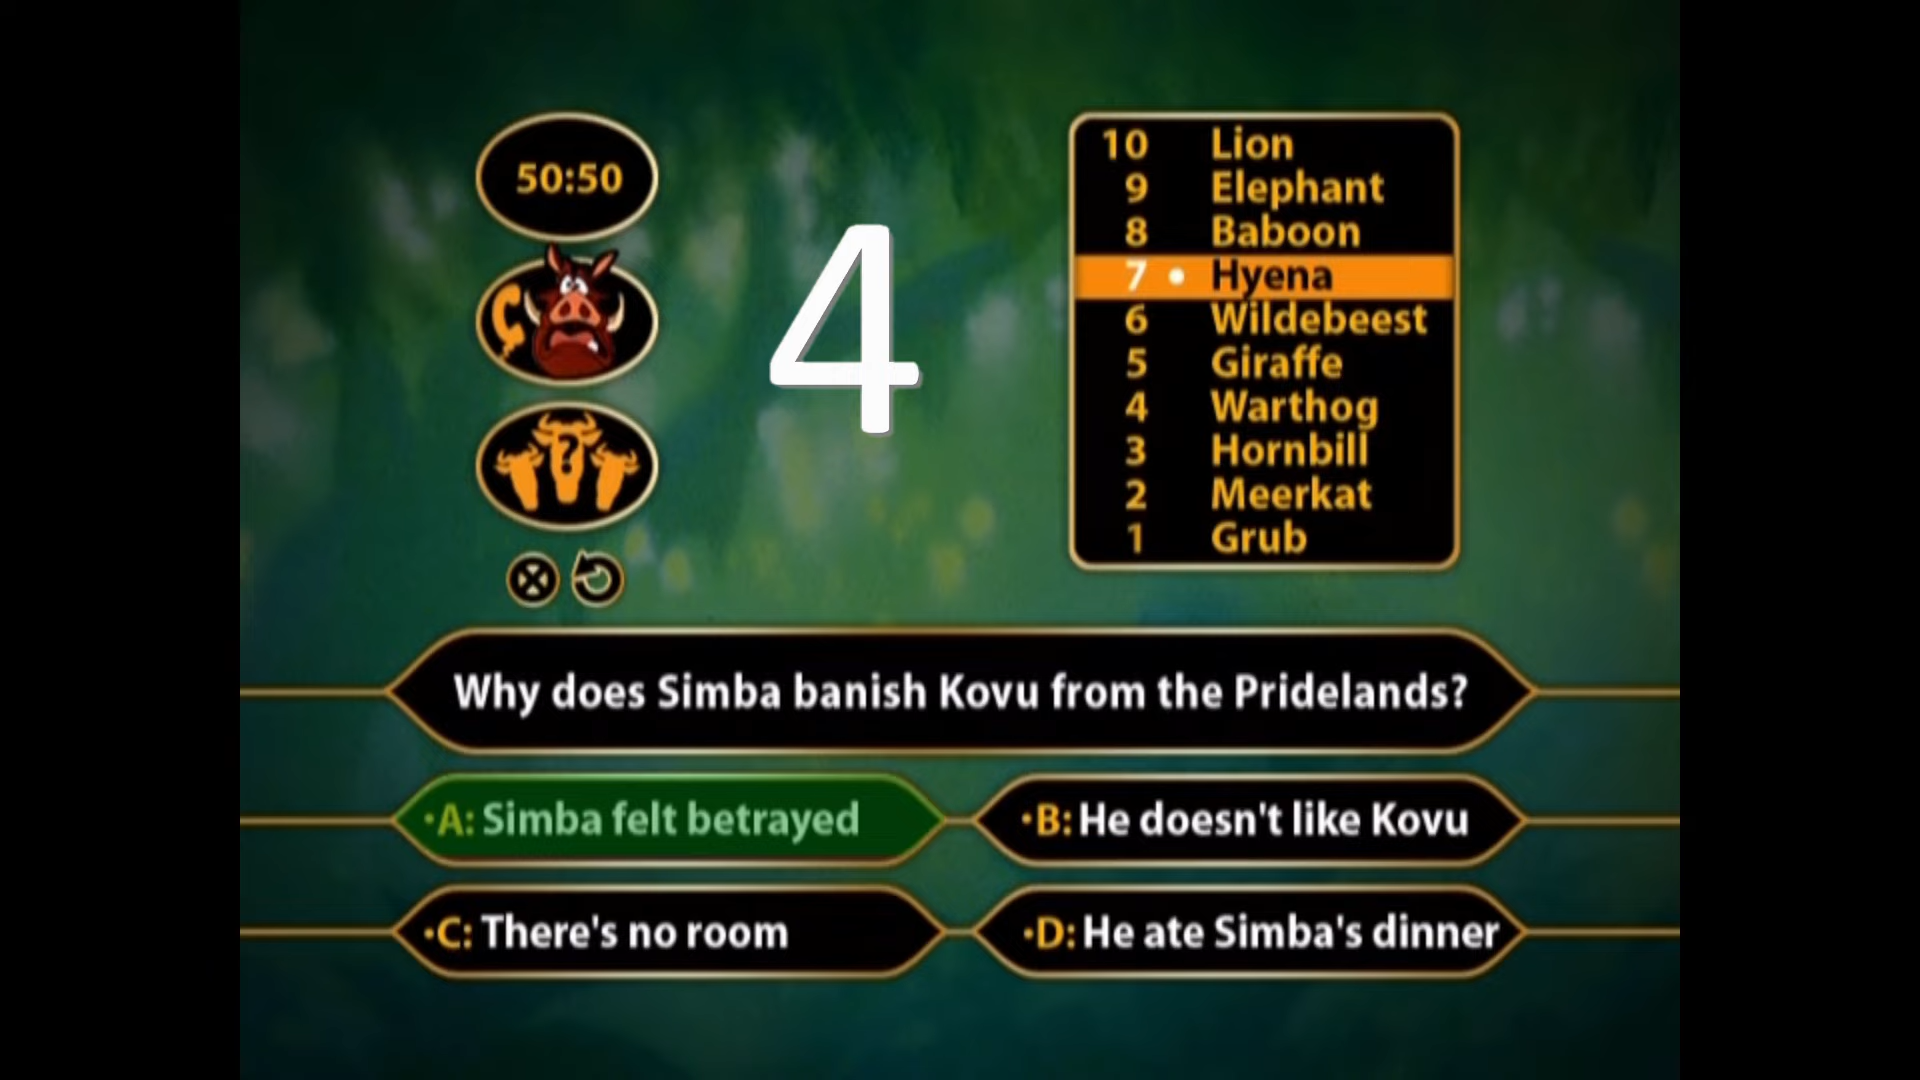 50:50
4
10 Lion
9 Elephant
8 Baboon
7 • Hyena
6 Wildebeest
5 Giraffe
4 Warthog
3 Hornbill
2 Meerkat
1 Grub
?
Why does Simba banish Kovu from the Pridelands?
•A: Simba felt betrayed
•B: He doesn't like Kovu
•C: There's no room
•D: He ate Simba's dinner